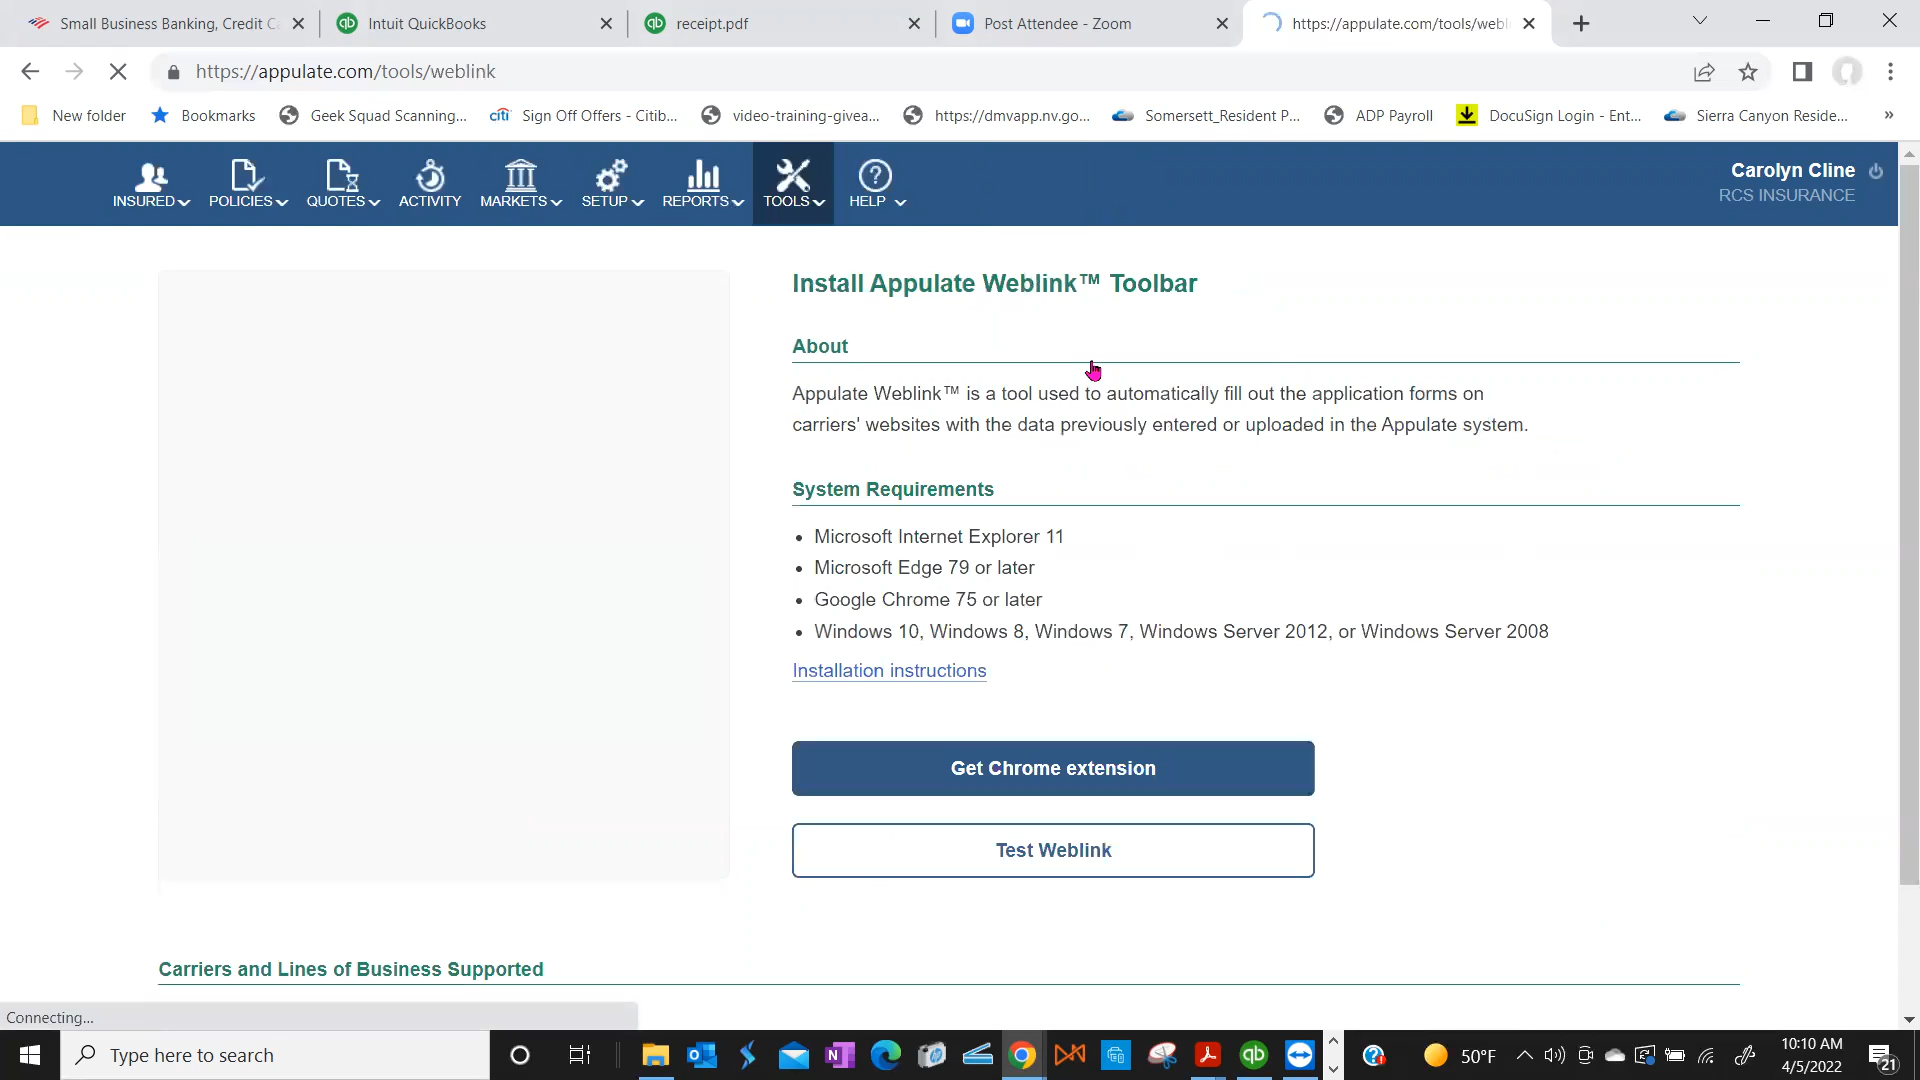 Small Business Banking, Credit C
Intuit QuickBooks
receipt.pdf
Post Attendee - Zoom
https://appulate.com/tools/webl
https://appulate.com/tools/weblink
New folder
Bookmarks
Geek Squad Scanning...
citi
Sign Off Offers - Citib...
video-training-givea...
https://dmvapp.nv.go...
Somersett_Resident P...
ADP Payroll
DocuSign Login - Ent...
Sierra Canyon Reside...
»
INSURED
POLICIES
QUOTES
ACTIVITY
MARKETS
SETUP
REPORTS
TOOLS
HELP
Carolyn Cline
RCS INSURANCE
Install Appulate Weblink™ Toolbar
About
Appulate Weblink™ is a tool used to automatically fill out the application forms on
carriers' websites with the data previously entered or uploaded in the Appulate system.
System Requirements
• Microsoft Internet Explorer 11
• Microsoft Edge 79 or later
• Google Chrome 75 or later
• Windows 10, Windows 8, Windows 7, Windows Server 2012, or Windows Server 2008
Installation instructions
Get Chrome extension
Test Weblink
Carriers and Lines of Business Supported
Connecting...
Type here to search
50°F
10:10 AM
4/5/2022
21